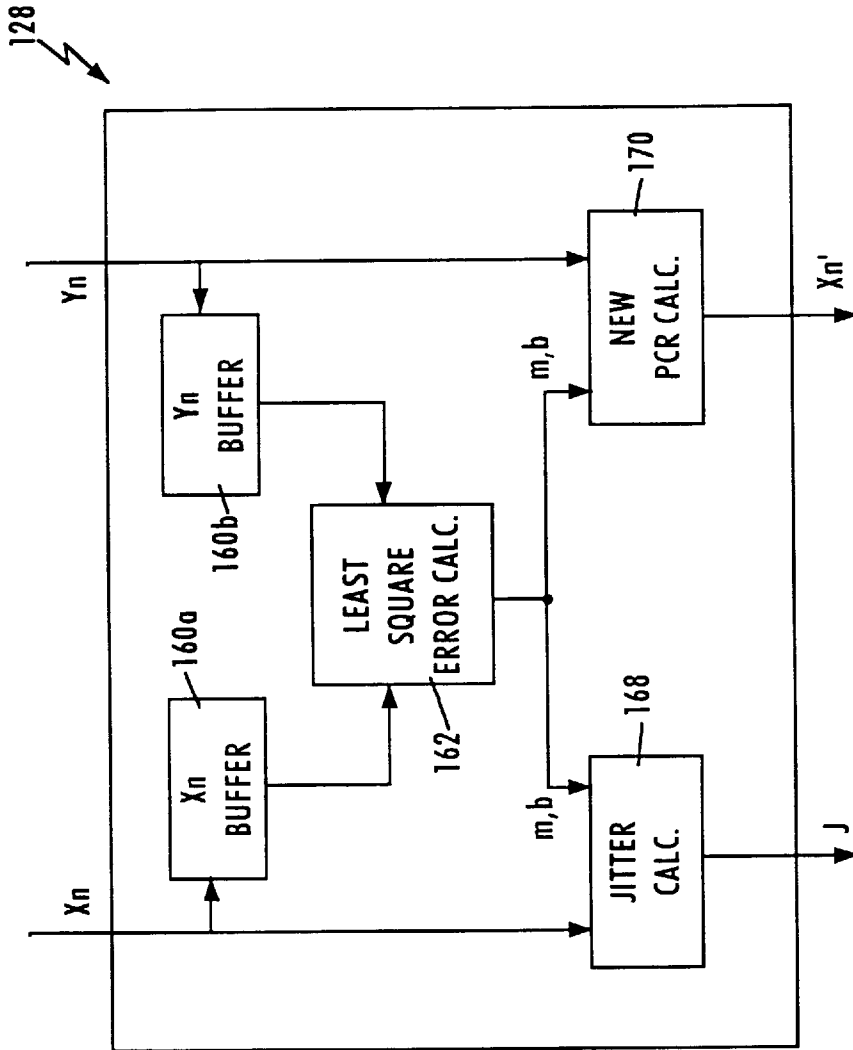 128
Xn
Yn
160a
Xn
BUFFER
Yn
BUFFER
160b
LEAST
SQUARE
ERROR CALC.
162
m,b
m,b
168
JITTER
CALC.
170
NEW
PCR CALC.
J
Xn'